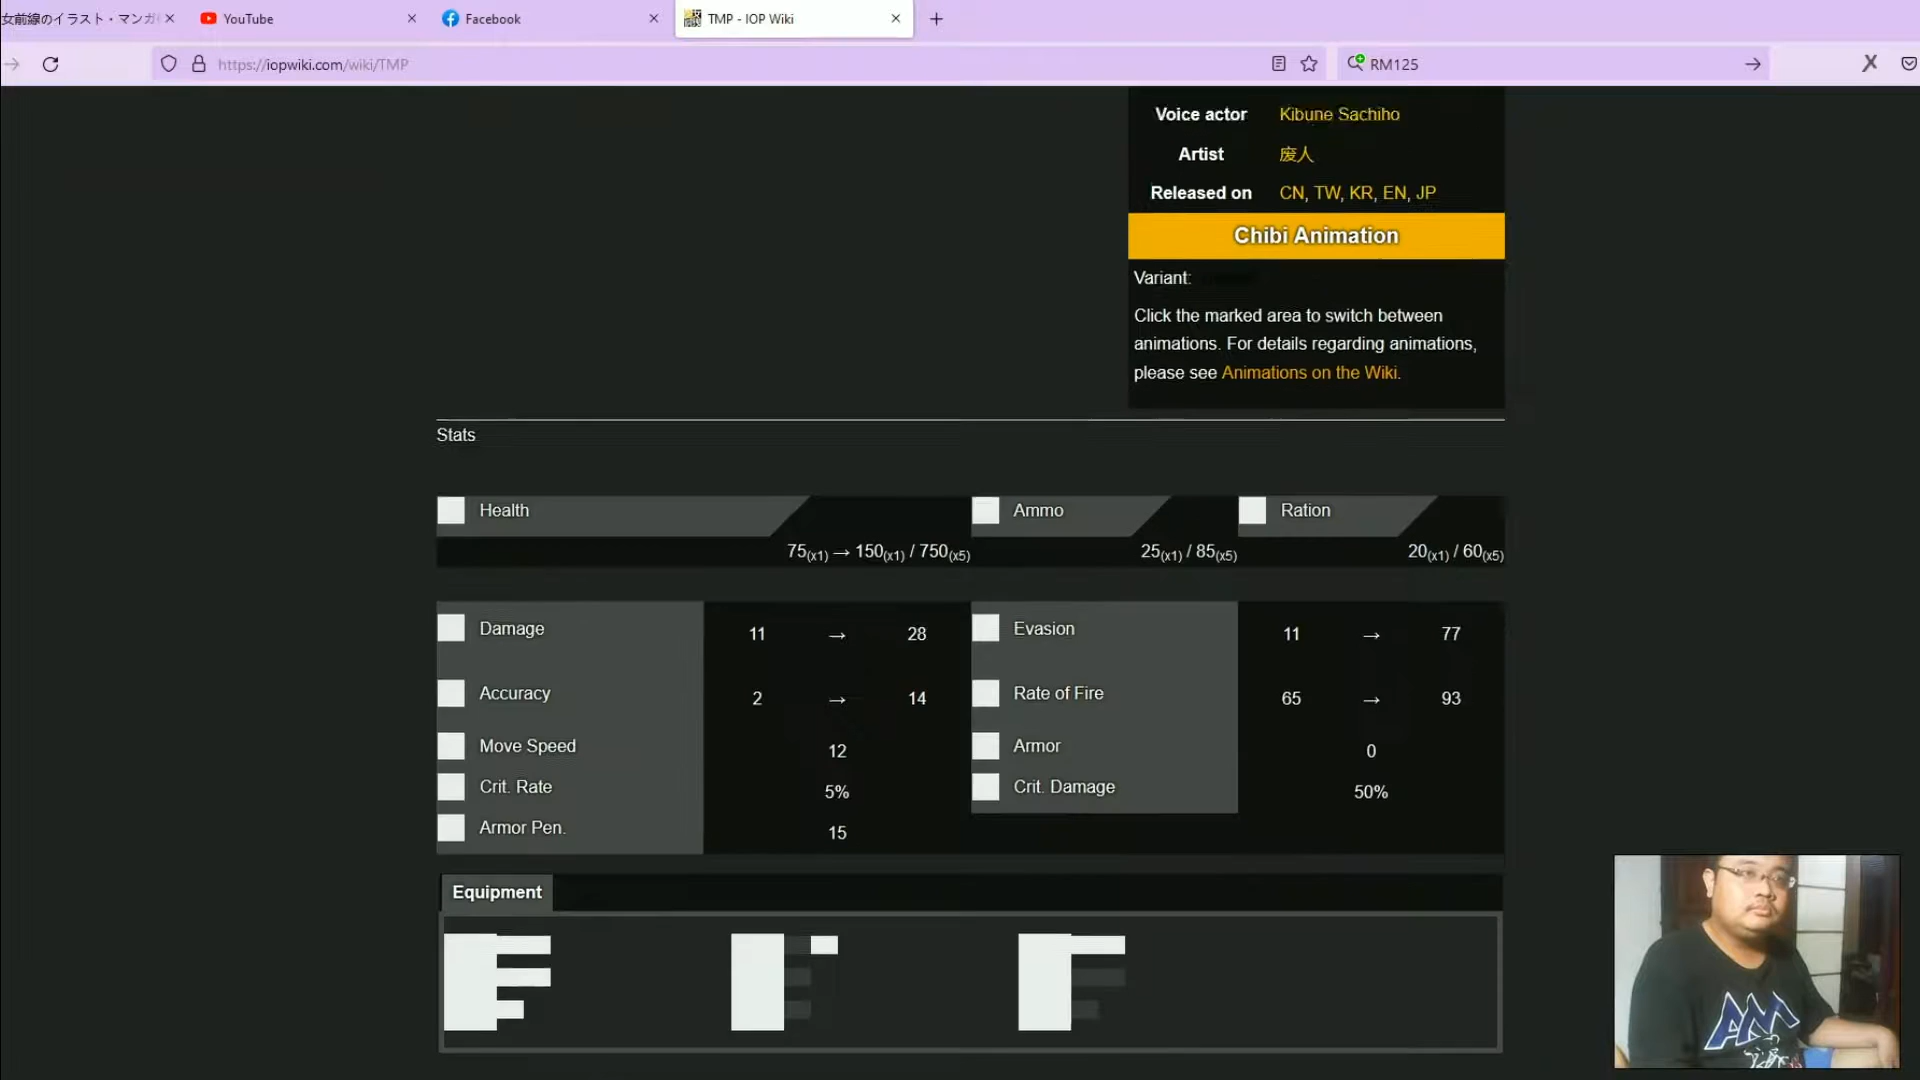 女前線のイラスト・マンガ
YouTube
Facebook
TMP - IOP Wiki
https://iopwiki.com/wiki/TMP
RM125
Voice actor Kibune Sachiho
Artist 废人
Released on CN, TW, KR, EN, JP
Chibi Animation
Variant:
Click the marked area to switch between
animations. For details regarding animations,
please see Animations on the Wiki.
Stats
Health Ammo Ration
75(x1) → 150(x1) / 750(x5) 25(x1) / 85(x5) 20(x1) / 60(x5)
Damage 11 → 28 Evasion 11 → 77
Accuracy 2 → 14 Rate of Fire 65 → 93
Move Speed 12 Armor 0
Crit. Rate 5% Crit. Damage 50%
Armor Pen. 15
Equipment